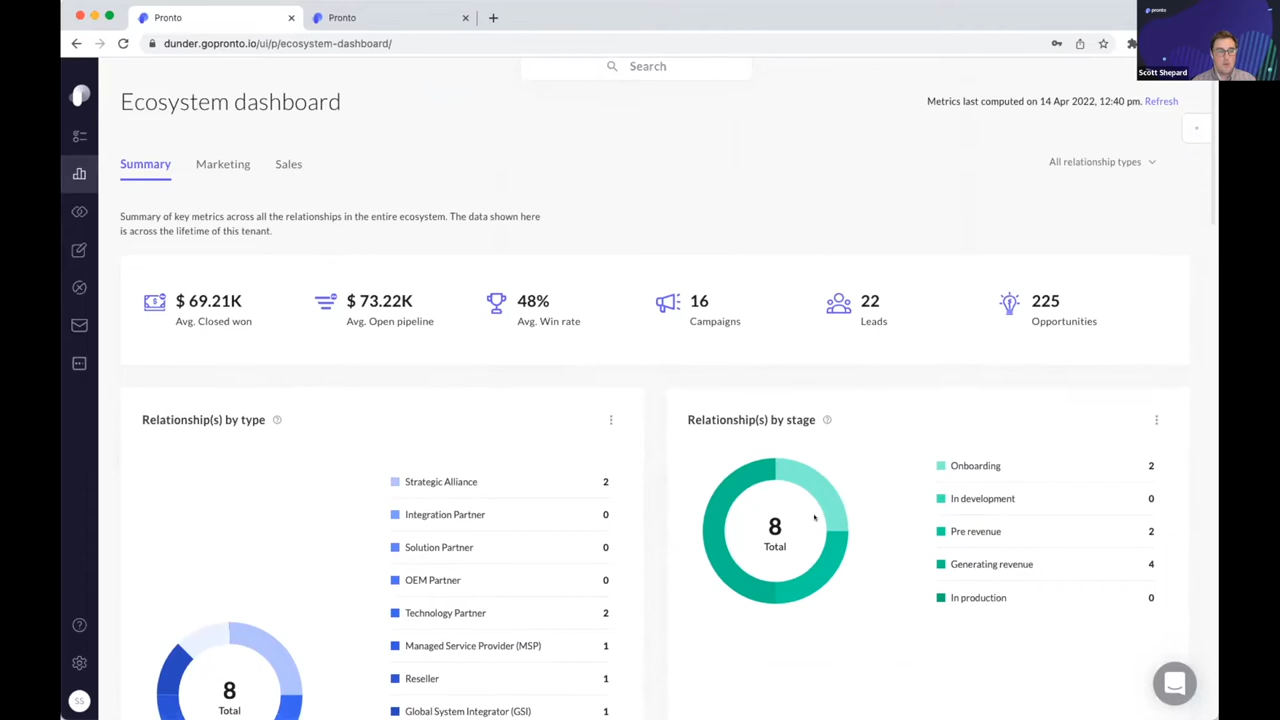 Pronto
Pronto
dunder.gopronto.io/ui/p/ecosystem-dashboard/
pronto
Scott Shepard
Search
Ecosystem dashboard
Metrics last computed on 14 Apr 2022, 12:40 pm. Refresh
Summary
Marketing
Sales
All relationship types
Summary of key metrics across all the relationships in the entire ecosystem. The data shown here
is across the lifetime of this tenant.
$ 69.21K
Avg. Closed won
$ 73.22K
Avg. Open pipeline
48%
Avg. Win rate
16
Campaigns
22
Leads
225
Opportunities
Relationship(s) by type
Strategic Alliance 2
Integration Partner 0
Solution Partner 0
OEM Partner 0
Technology Partner 2
Managed Service Provider (MSP) 1
Reseller 1
Global System Integrator (GSI) 1
8
Total
Relationship(s) by stage
8
Total
Onboarding 2
In development 0
Pre revenue 2
Generating revenue 4
In production 0
SS